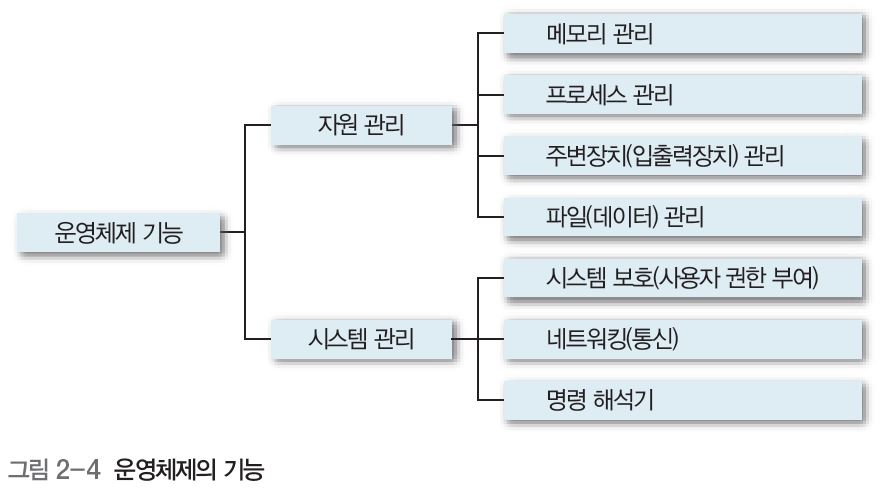 운영체제 기능
자원 관리
메모리 관리
프로세스 관리
주변장치(입출력장치) 관리
파일(데이터) 관리
시스템 관리
시스템 보호(사용자 권한 부여)
네트워킹(통신)
명령 해석기
그림 2-4 운영체제의 기능